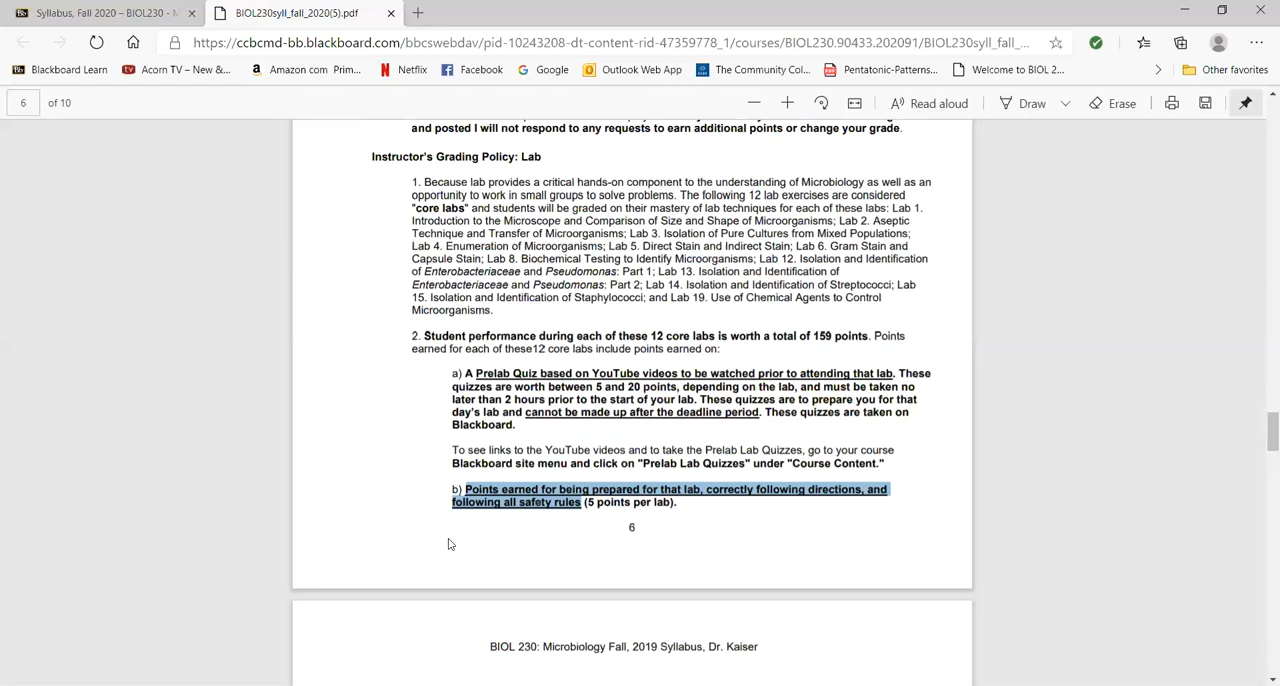 Syllabus, Fall 2020 – BIOL230 - M
BIOL230syll_fall_2020(5).pdf
https://ccbcmd-bb.blackboard.com/bbcswebdav/pid-10243208-dt-content-rid-47359778_1/courses/BIOL230.90433.202091/BIOL230syll_fall_...
Blackboard Learn
Acorn TV – New &...
Amazon com Prim...
Netflix
Facebook
Google
Outlook Web App
The Community Col...
Pentatonic-Patterns...
Welcome to BIOL 2...
Other favorites
6 of 10
Read aloud
Draw
Erase
and posted I will not respond to any requests to earn additional points or change your grade.
Instructor's Grading Policy: Lab
1. Because lab provides a critical hands-on component to the understanding of Microbiology as well as an
opportunity to work in small groups to solve problems. The following 12 lab exercises are considered
"core labs" and students will be graded on their mastery of lab techniques for each of these labs: Lab 1.
Introduction to the Microscope and Comparison of Size and Shape of Microorganisms; Lab 2. Aseptic
Technique and Transfer of Microorganisms; Lab 3. Isolation of Pure Cultures from Mixed Populations;
Lab 4. Enumeration of Microorganisms; Lab 5. Direct Stain and Indirect Stain; Lab 6. Gram Stain and
Capsule Stain; Lab 8. Biochemical Testing to Identify Microorganisms; Lab 12. Isolation and Identification
of Enterobacteriaceae and Pseudomonas: Part 1; Lab 13. Isolation and Identification of
Enterobacteriaceae and Pseudomonas: Part 2; Lab 14. Isolation and Identification of Streptococci; Lab
15. Isolation and Identification of Staphylococci; and Lab 19. Use of Chemical Agents to Control
Microorganisms.
2. Student performance during each of these 12 core labs is worth a total of 159 points. Points
earned for each of these12 core labs include points earned on:
a) A Prelab Quiz based on YouTube videos to be watched prior to attending that lab. These
quizzes are worth between 5 and 20 points, depending on the lab, and must be taken no
later than 2 hours prior to the start of your lab. These quizzes are to prepare you for that
day's lab and cannot be made up after the deadline period. These quizzes are taken on
Blackboard.
To see links to the YouTube videos and to take the Prelab Lab Quizzes, go to your course
Blackboard site menu and click on "Prelab Lab Quizzes" under "Course Content."
b) Points earned for being prepared for that lab, correctly following directions, and
following all safety rules (5 points per lab).
6
BIOL 230: Microbiology Fall, 2019 Syllabus, Dr. Kaiser